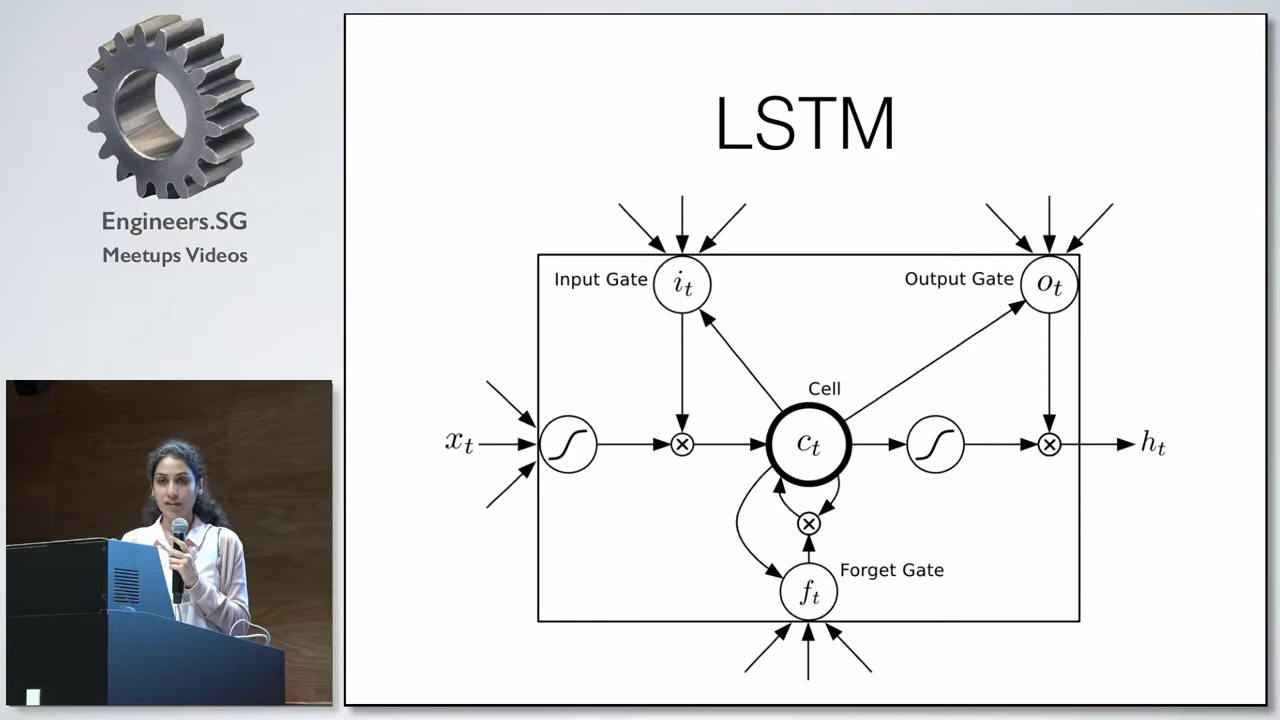 Engineers.SG
Meetups Videos
LSTM
Input Gate
i_t
Output Gate
o_t
Cell
x_t
c_t
h_t
Forget Gate
f_t